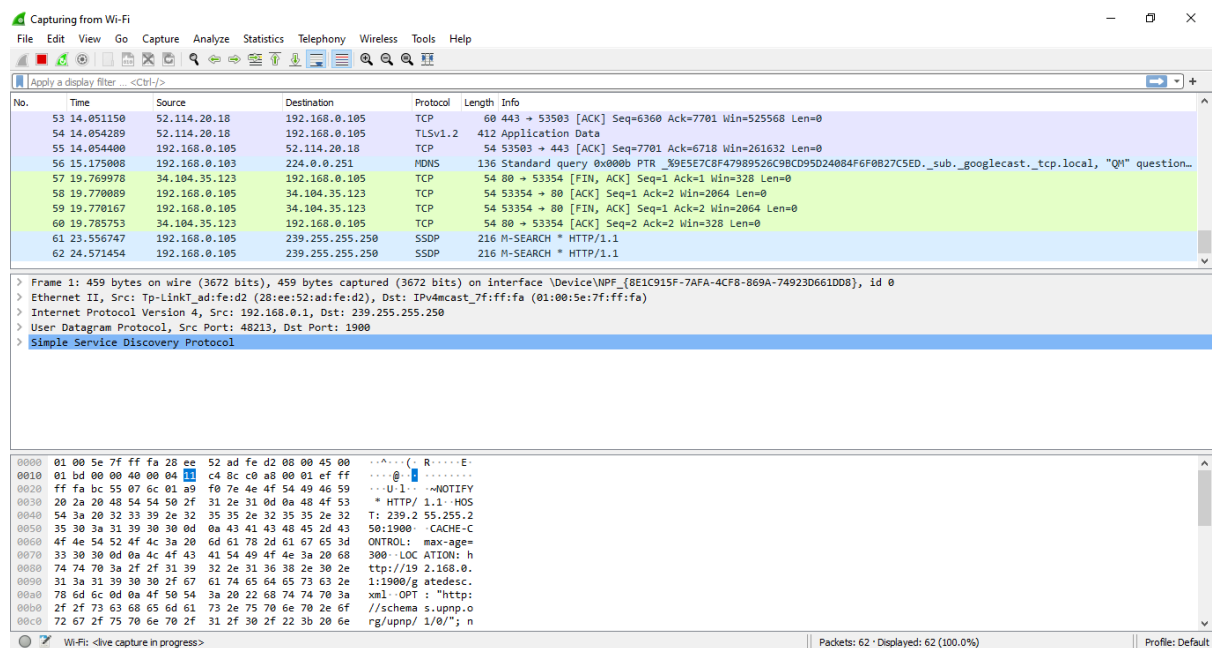 Capturing from Wi-Fi
File Edit View Go Capture Analyze Statistics Telephony Wireless Tools Help
Apply a display filter ... <Ctrl-/>
No. Time Source Destination Protocol Length Info
53 14.051150 52.114.20.18 192.168.0.105 TCP 60 443 → 53503 [ACK] Seq=6360 Ack=7701 Win=525568 Len=0
54 14.054289 52.114.20.18 192.168.0.105 TLSv1.2 412 Application Data
55 14.054400 192.168.0.105 52.114.20.18 TCP 54 53503 → 443 [ACK] Seq=7701 Ack=6718 Win=261632 Len=0
56 15.175008 192.168.0.103 224.0.0.251 MDNS 136 Standard query 0x000b PTR _%9E5E7C8F47989526C9BCD95D24084F6F0B27C5ED._sub._googlecast._tcp.local, "QM" question…
57 19.769978 34.104.35.123 192.168.0.105 TCP 54 80 → 53354 [FIN, ACK] Seq=1 Ack=1 Win=328 Len=0
58 19.770089 192.168.0.105 34.104.35.123 TCP 54 53354 → 80 [ACK] Seq=1 Ack=2 Win=2064 Len=0
59 19.770167 192.168.0.105 34.104.35.123 TCP 54 53354 → 80 [FIN, ACK] Seq=1 Ack=2 Win=2064 Len=0
60 19.785753 34.104.35.123 192.168.0.105 TCP 54 80 → 53354 [ACK] Seq=2 Ack=2 Win=328 Len=0
61 23.556747 192.168.0.105 239.255.255.250 SSDP 216 M-SEARCH * HTTP/1.1
62 24.571454 192.168.0.105 239.255.255.250 SSDP 216 M-SEARCH * HTTP/1.1
> Frame 1: 459 bytes on wire (3672 bits), 459 bytes captured (3672 bits) on interface \Device\NPF_{8E1C915F-7AFA-4CF8-869A-74923D661DD8}, id 0
> Ethernet II, Src: Tp-LinkT_ad:fe:d2 (28:ee:52:ad:fe:d2), Dst: IPv4mcast_7f:ff:fa (01:00:5e:7f:ff:fa)
> Internet Protocol Version 4, Src: 192.168.0.1, Dst: 239.255.255.250
> User Datagram Protocol, Src Port: 48213, Dst Port: 1900
> Simple Service Discovery Protocol
0000 01 00 5e 7f ff fa 28 ee 52 ad fe d2 08 00 45 00 ··^···(· R·····E·
0010 01 bd 00 00 40 00 04 11 c4 8c c0 a8 00 01 ef ff ····@··· ········
0020 ff fa bc 55 07 6c 01 a9 f0 7e 4e 4f 54 49 46 59 ···U·l·· ·~NOTIFY
0030 20 2a 20 48 54 54 50 2f 31 2e 31 0d 0a 48 4f 53 * HTTP/ 1.1··HOS
0040 54 3a 20 32 33 39 2e 32 35 35 2e 32 35 35 2e 32 T: 239.2 55.255.2
0050 35 30 3a 31 39 30 30 0d 0a 43 41 43 48 45 2d 43 50:1900· ·CACHE-C
0060 4f 4e 54 52 4f 4c 3a 20 6d 61 78 2d 61 67 65 3d ONTROL: max-age=
0070 33 30 30 0d 0a 4c 4f 43 41 54 49 4f 4e 3a 20 68 300··LOC ATION: h
0080 74 74 70 3a 2f 2f 31 39 32 2e 31 36 38 2e 30 2e ttp://19 2.168.0.
0090 31 3a 31 39 30 30 2f 67 61 74 65 64 65 73 63 2e 1:1900/g atedesc.
00a0 78 6d 6c 0d 0a 4f 50 54 3a 20 22 68 74 74 70 3a xml··OPT : "http:
00b0 2f 2f 73 63 68 65 6d 61 73 2e 75 70 6e 70 2e 6f //schema s.upnp.o
00c0 72 67 2f 75 70 6e 70 2f 31 2f 30 2f 22 3b 20 6e rg/upnp/ 1/0/"; n
Wi-Fi: <live capture in progress> Packets: 62 · Displayed: 62 (100.0%) Profile: Default